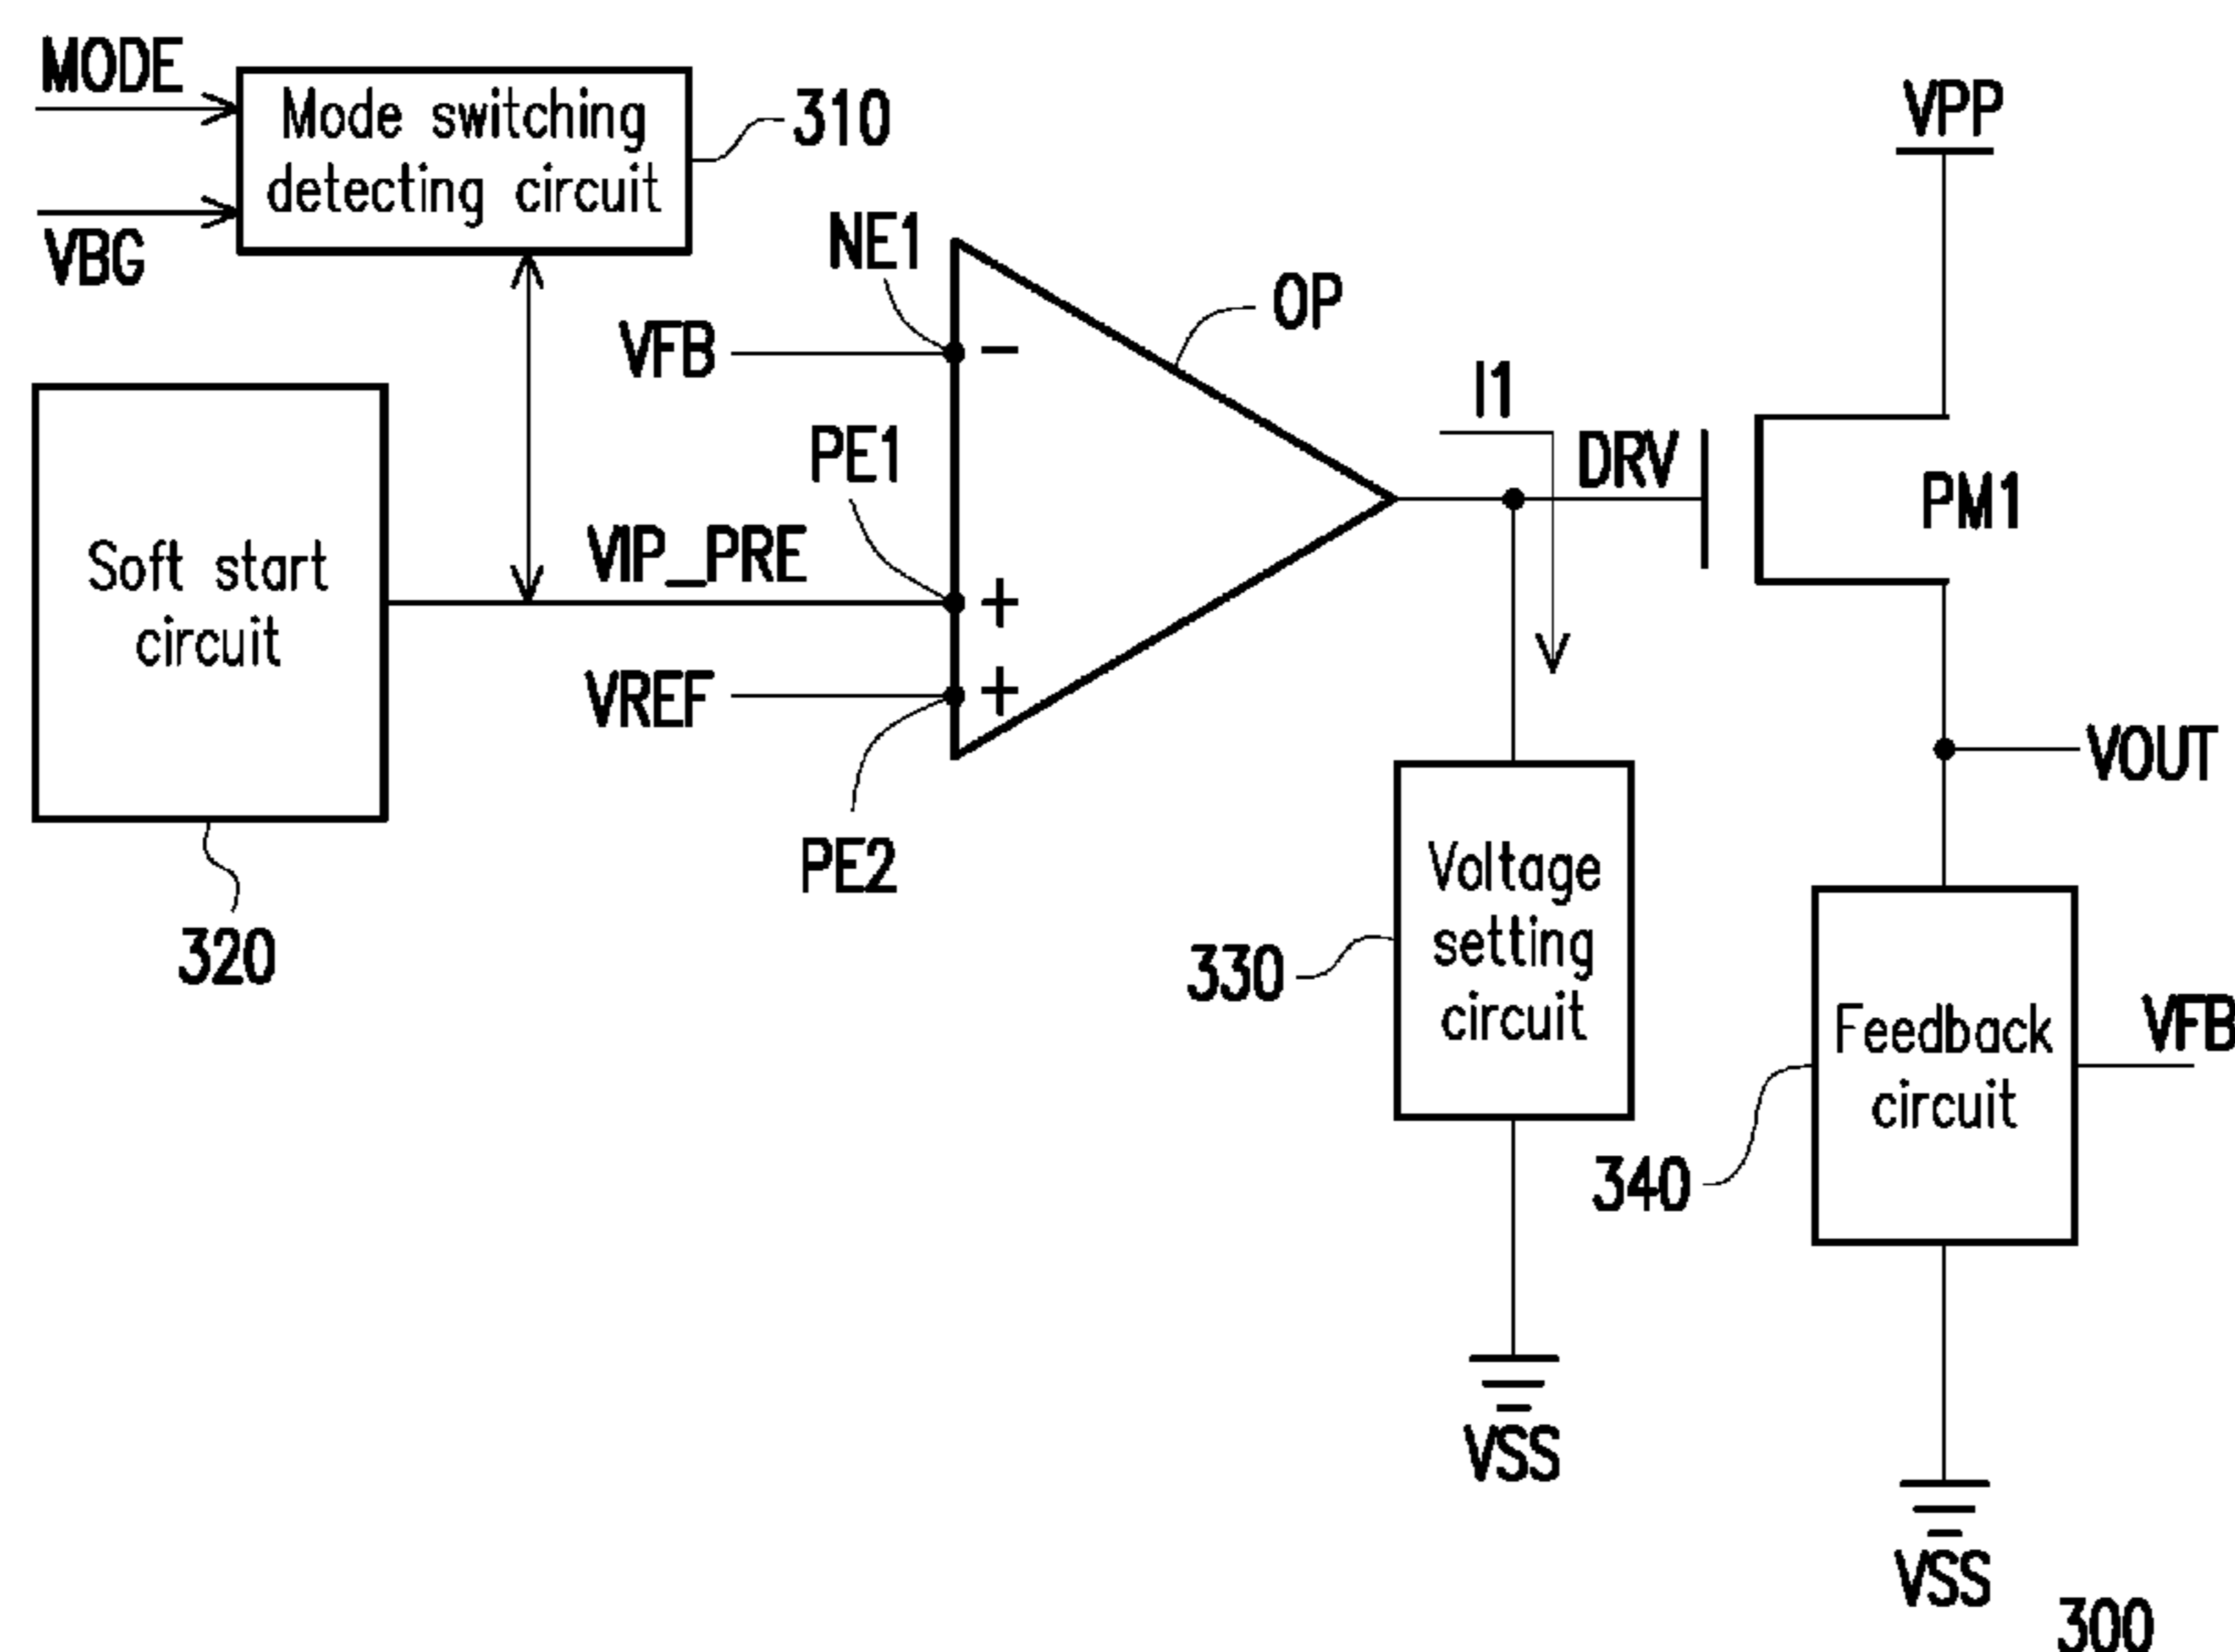 MODE
Mode switching
detecting circuit
310
VBG
VPP
NE1
OP
VFB
I1
PE1
DRV
PM1
Soft start
circuit
VIP_PRE
VREF
VOUT
PE2
320
Voltage
setting
circuit
330
Feedback
circuit
VFB
340
VSS
VSS
300